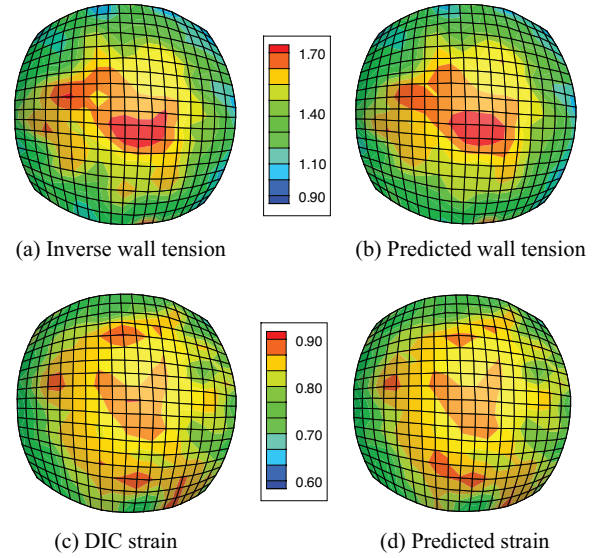 1.70
1.40
1.10
0.90
(a) Inverse wall tension
(b) Predicted wall tension
0.90
0.80
0.70
0.60
(c) DIC strain
(d) Predicted strain